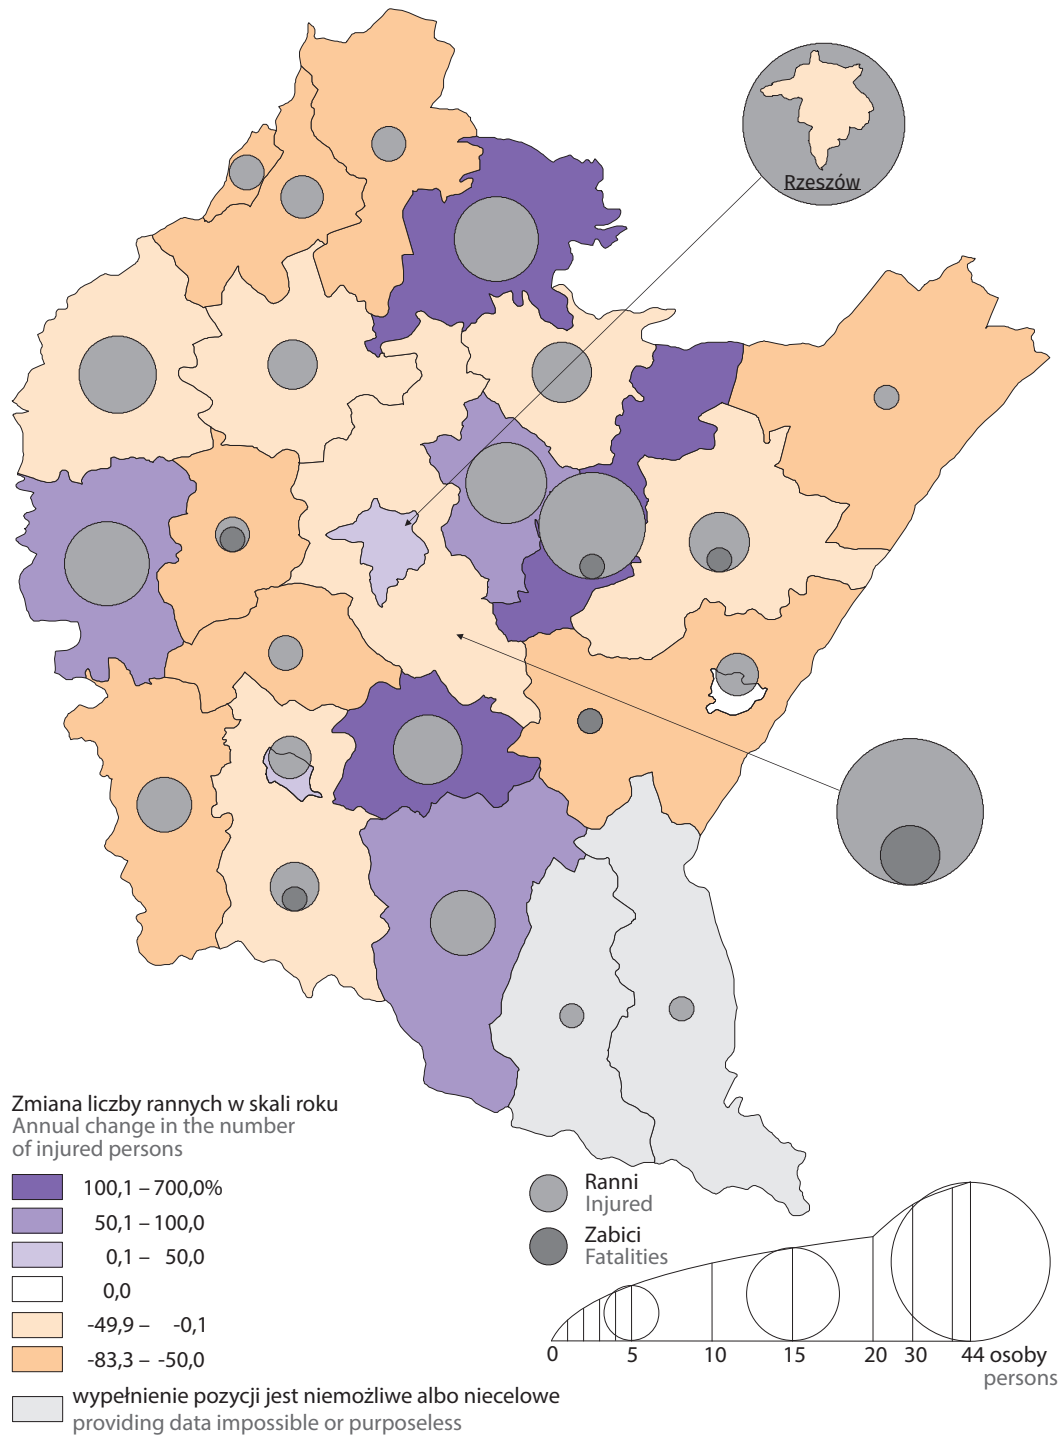 Rzeszów
Zmiana liczby rannych w skali roku
Annual change in the number
of injured persons
100,1 – 700,0%
50,1 – 100,0
0,1 – 50,0
0,0
-49,9 – -0,1
-83,3 – -50,0
wypełnienie pozycji jest niemożliwe albo niecelowe
providing data impossible or purposeless
Ranni
Injured
Zabici
Fatalities
0 5 10 15 20 30 44 osoby
persons